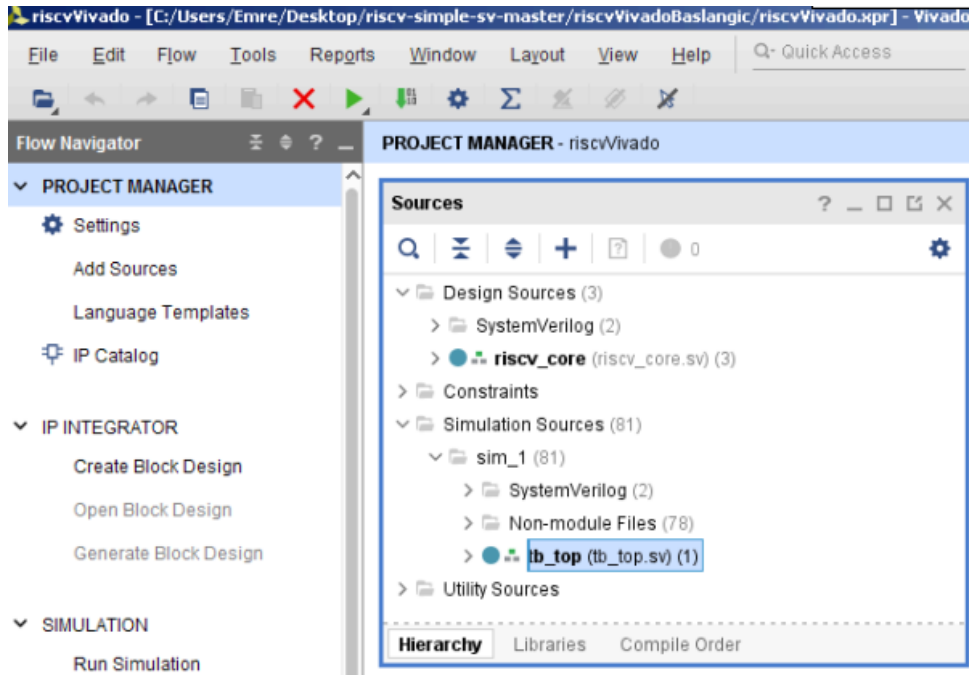 riscvVivado - [C:/Users/Emre/Desktop/riscv-simple-sv-master/riscvVivadoBaslangic/riscvVivado.xpr] - Vivado
File Edit Flow Tools Reports Window Layout View Help Q- Quick Access
Flow Navigator
PROJECT MANAGER - riscvVivado
PROJECT MANAGER
Settings
Add Sources
Language Templates
IP Catalog
IP INTEGRATOR
Create Block Design
Open Block Design
Generate Block Design
SIMULATION
Run Simulation
Sources
0
Design Sources (3)
SystemVerilog (2)
riscv_core (riscv_core.sv) (3)
Constraints
Simulation Sources (81)
sim_1 (81)
SystemVerilog (2)
Non-module Files (78)
tb_top (tb_top.sv) (1)
Utility Sources
Hierarchy Libraries Compile Order